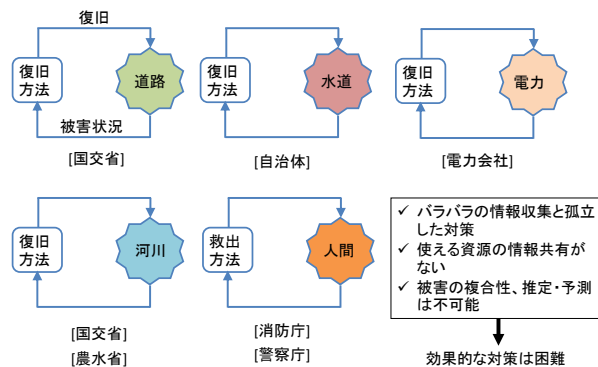 復旧
復旧
方法
道路
被害状況
[国交省]
復旧
方法
水道
[自治体]
復旧
方法
電力
[電力会社]
復旧
方法
河川
[国交省]
[農水省]
救出
方法
人間
[消防庁]
[警察庁]
✓ バラバラの情報収集と孤立
した対策
✓ 使える資源の情報共有が
ない
✓ 被害の複合性、推定・予測
は不可能
効果的な対策は困難